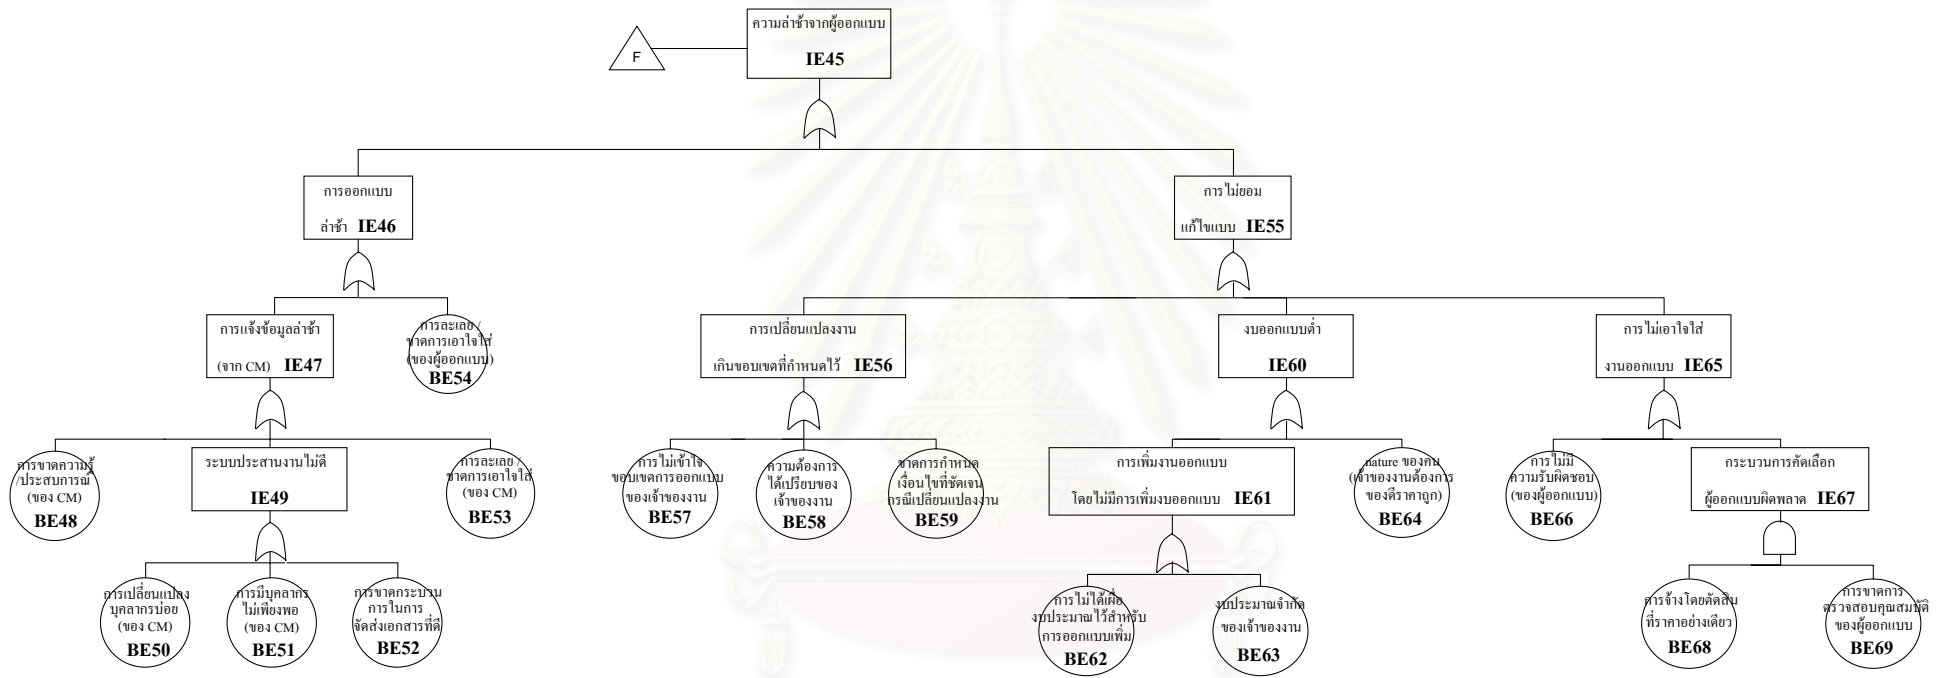 ความล่าช้าจากผู้ออกแบบ
IE45
F
การออกแบบ
ล่าช้า IE46
การไม่ยอม
แก้ไขแบบ IE55
การแจ้งข้อมูลล่าช้า
(จาก CM) IE47
การละเลย /
ขาดการเอาใจใส่
(ของผู้ออกแบบ)
BE54
การเปลี่ยนแปลงงาน
เกินขอบเขตที่กำหนดไว้ IE56
งบออกแบบต่ำ
IE60
การไม่เอาใจใส่
งานออกแบบ IE65
การขาดความรู้
/ประสบการณ์
(ของ CM)
BE48
ระบบประสานงานไม่ดี
IE49
การละเลย /
ขาดการเอาใจใส่
(ของ CM)
BE53
การไม่เข้าใจ
ขอบเขตการออกแบบ
ของเจ้าของงาน
BE57
ความต้องการ
ได้เปรียบของ
เจ้าของงาน
BE58
ขาดการกำหนด
เงื่อนไขที่ชัดเจน
กรณีเปลี่ยนแปลงงาน
BE59
การเพิ่มงานออกแบบ
โดยไม่มีการเพิ่มงบออกแบบ IE61
nature ของคน
(เจ้าของงานต้องการ
ของดีราคาถูก)
BE64
การไม่มี
ความรับผิดชอบ
(ของผู้ออกแบบ)
BE66
กระบวนการคัดเลือก
ผู้ออกแบบผิดพลาด IE67
การเปลี่ยนแปลง
บุคลากรบ่อย
(ของ CM)
BE50
การมีบุคลากร
ไม่เพียงพอ
(ของ CM)
BE51
การขาดกระบวน
การในการ
จัดส่งเอกสารที่ดี
BE52
การไม่ได้เผื่อ
งบประมาณไว้สำหรับ
การออกแบบเพิ่ม
BE62
งบประมาณจำกัด
ของเจ้าของงาน
BE63
การจ้างโดยตัดสิน
ที่ราคาอย่างเดียว
BE68
การขาดการ
ตรวจสอบคุณสมบัติ
ของผู้ออกแบบ
BE69